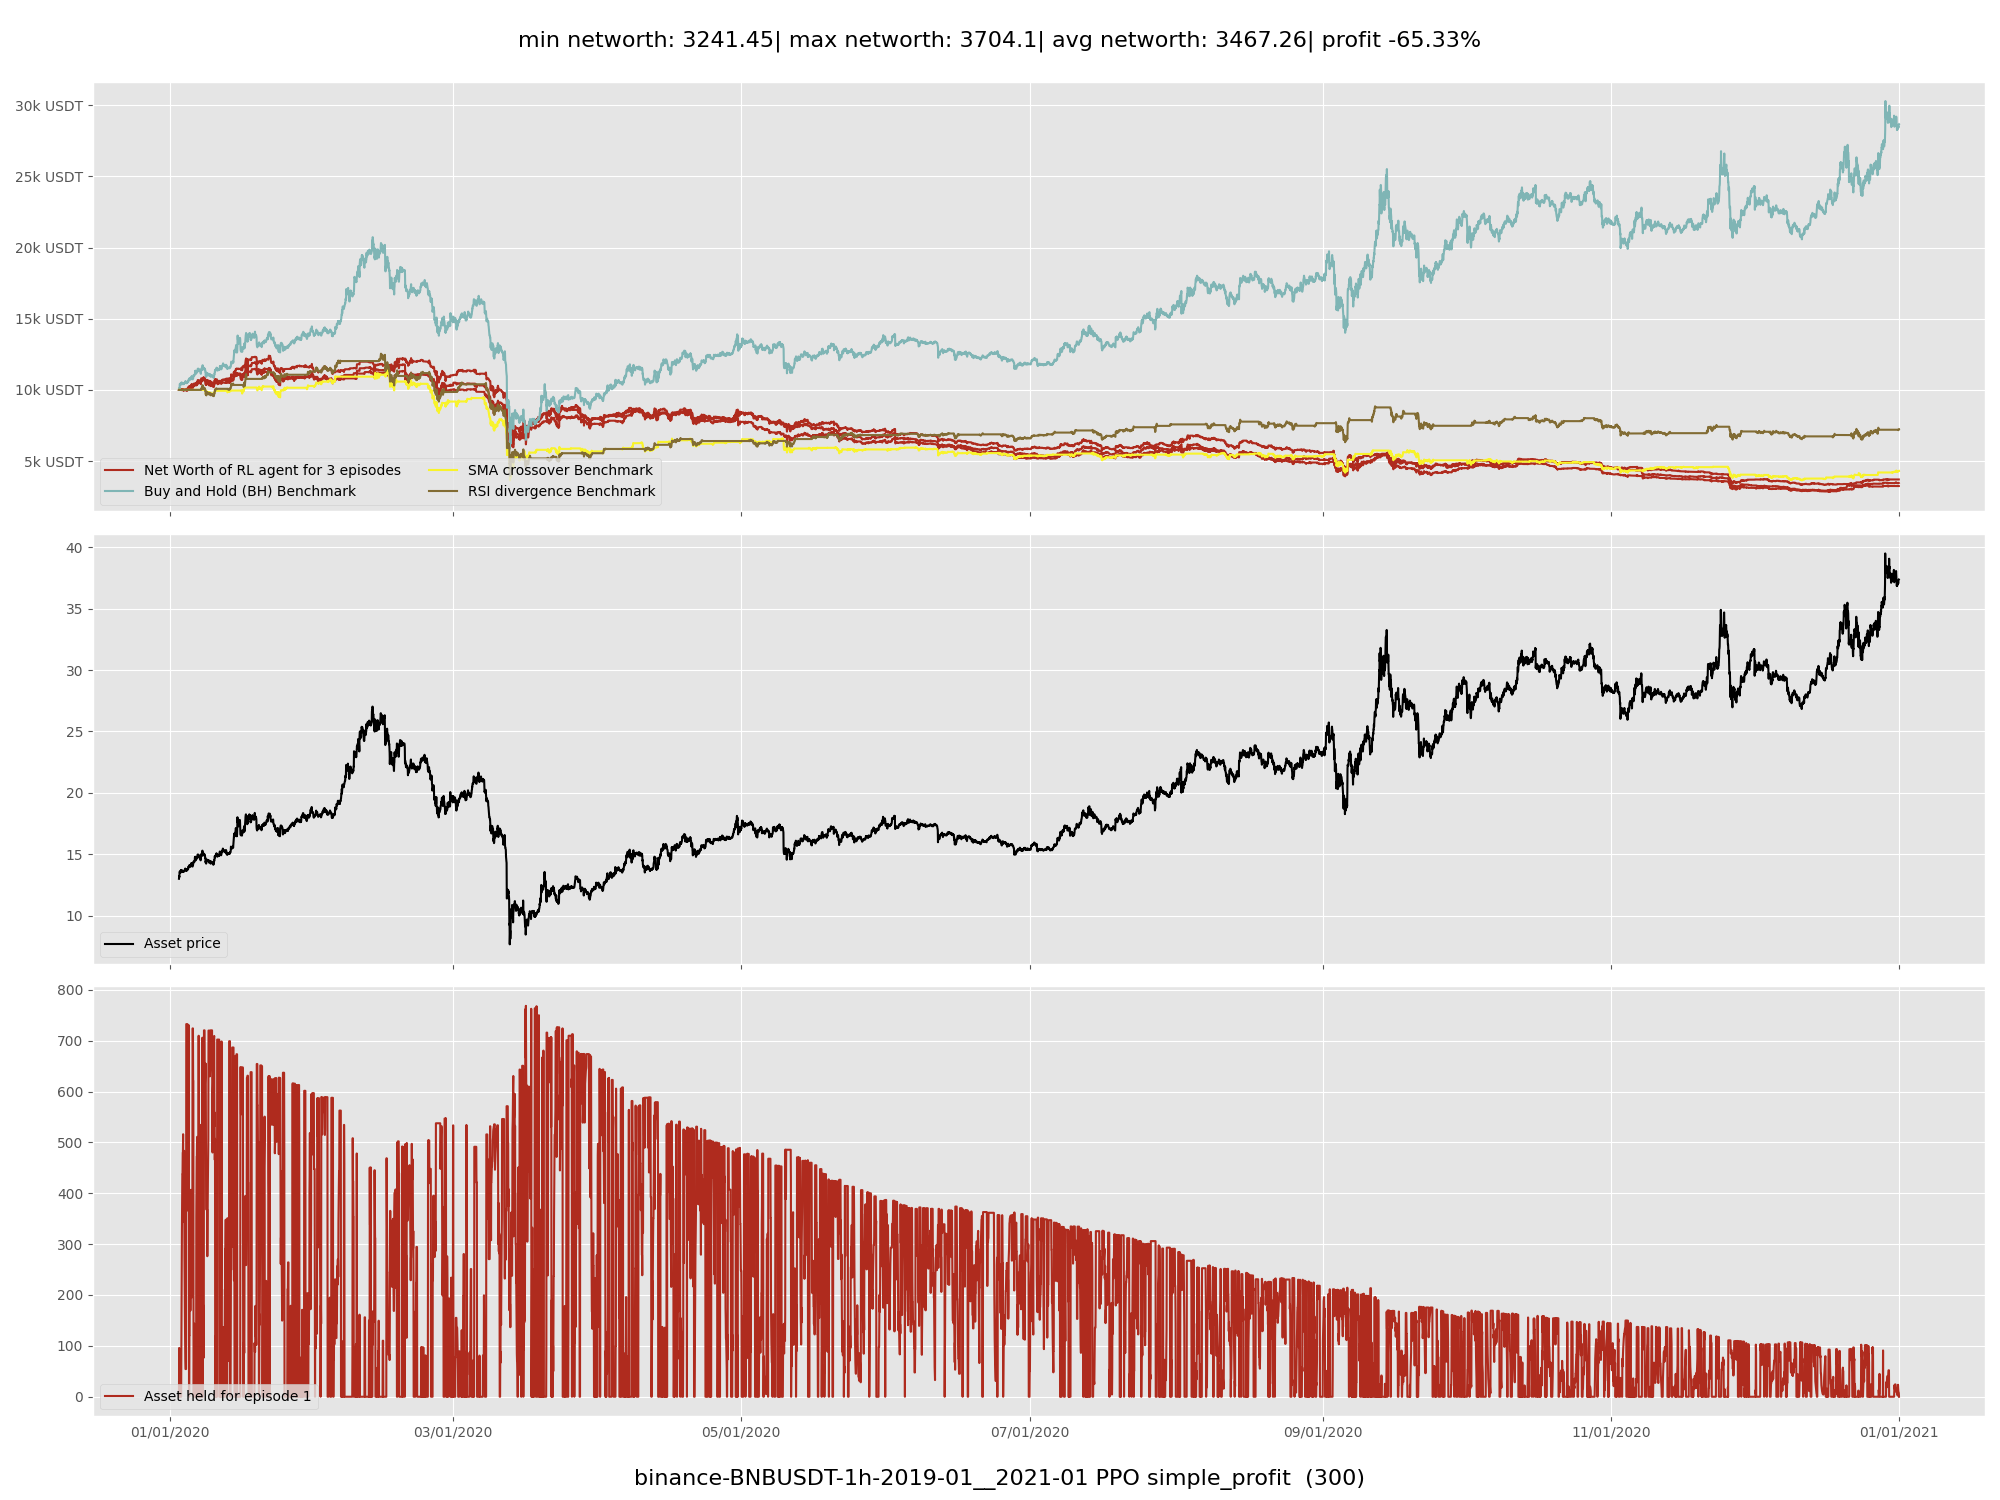 min networth: 3241.45| max networth: 3704.1| avg networth: 3467.26| profit -65.33%
30k USDT
25k USDT
20k USDT
15k USDT
10k USDT
5k USDT
Net Worth of RL agent for 3 episodes
Buy and Hold (BH) Benchmark
SMA crossover Benchmark
RSI divergence Benchmark
40
35
30
25
20
15
10
Asset price
800
700
600
500
400
300
200
100
0
Asset held for episode 1
01/01/2020
03/01/2020
05/01/2020
07/01/2020
09/01/2020
11/01/2020
01/01/2021
binance-BNBUSDT-1h-2019-01__2021-01 PPO simple_profit  (300)